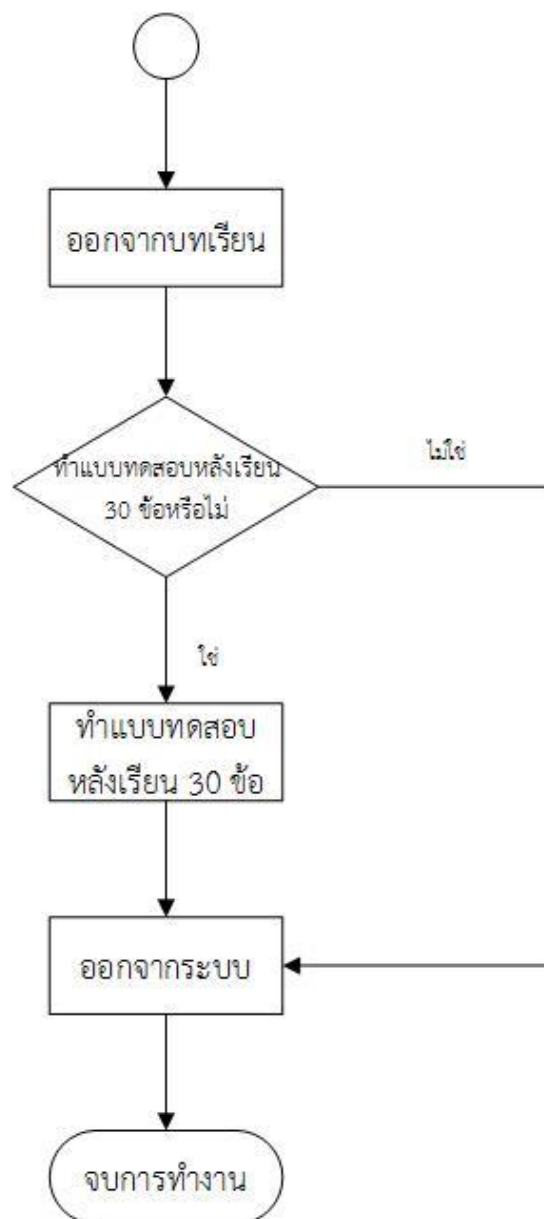 ออกจากบทเรียน
ทำแบบทดสอบหลังเรียน
30 ข้อหรือไม่
ไม่ใช่
ใช่
ทำแบบทดสอบ
หลังเรียน 30 ข้อ
ออกจากระบบ
จบการทำงาน